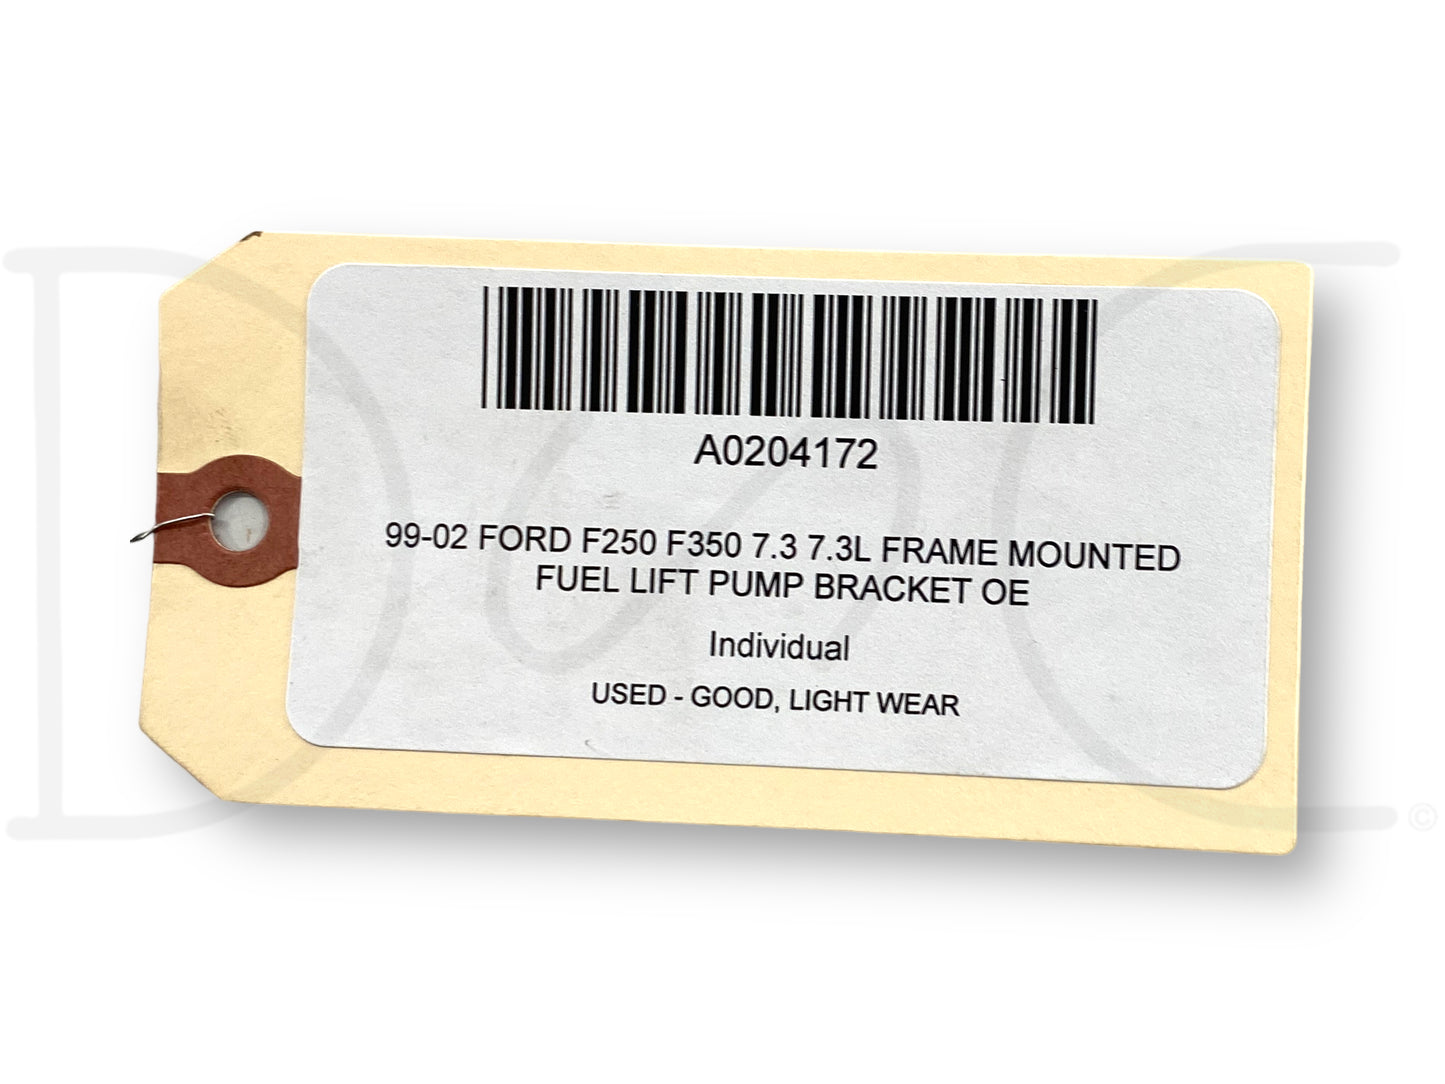 A0204172
99-02 FORD F250 F350 7.3 7.3L FRAME MOUNTED
FUEL LIFT PUMP BRACKET OE
Individual
USED - GOOD, LIGHT WEAR
©